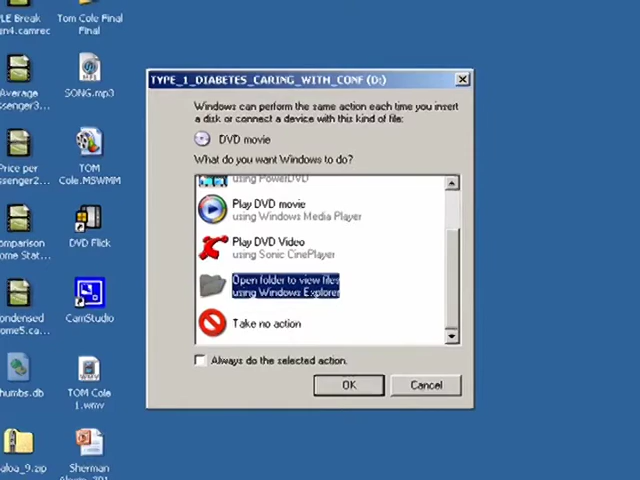 PLE Break
n4.camrec
Tom Cole Final
Final
Average
ssenger3...
SONG.mp3
Price per
ssenger2...
TOM
Cole.MSWMM
omparison
ome Stat...
DVD Flick
ondensed
ome5.ca...
CamStudio
humbs.db
TOM Cole
1.wmv
aloa_9.zip
Sherman
TYPE_1_DIABETES_CARING_WITH_CONF (D:)
Windows can perform the same action each time you insert
a disk or connect a device with this kind of file:
DVD movie
What do you want Windows to do?
using PowerDVD
Play DVD movie
using Windows Media Player
Play DVD Video
using Sonic CinePlayer
Open folder to view files
using Windows Explorer
Take no action
Always do the selected action.
OK
Cancel